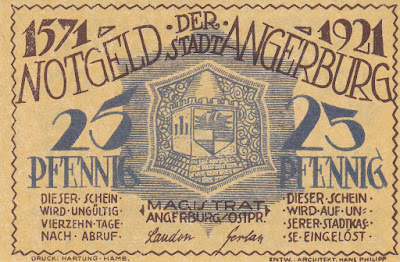 1571 · DER · 1921
NOTGELD STADT ANGERBURG
25 25
PFENNIG PFENNIG
DIESER SCHEIN
WIRD UNGÜLTIG
VIERZEHN TAGE
NACH ABRUF.
MAGISTRAT
ANGERBURG/OSTPR.
DIESER SCHEIN
WIRD AUF UN=
SERER STADTKAS=
SE EINGELÖST.
DRUCK: HARTUNG-HAMB.
ENTW. ARCHITEKT. HANS PHILIPP